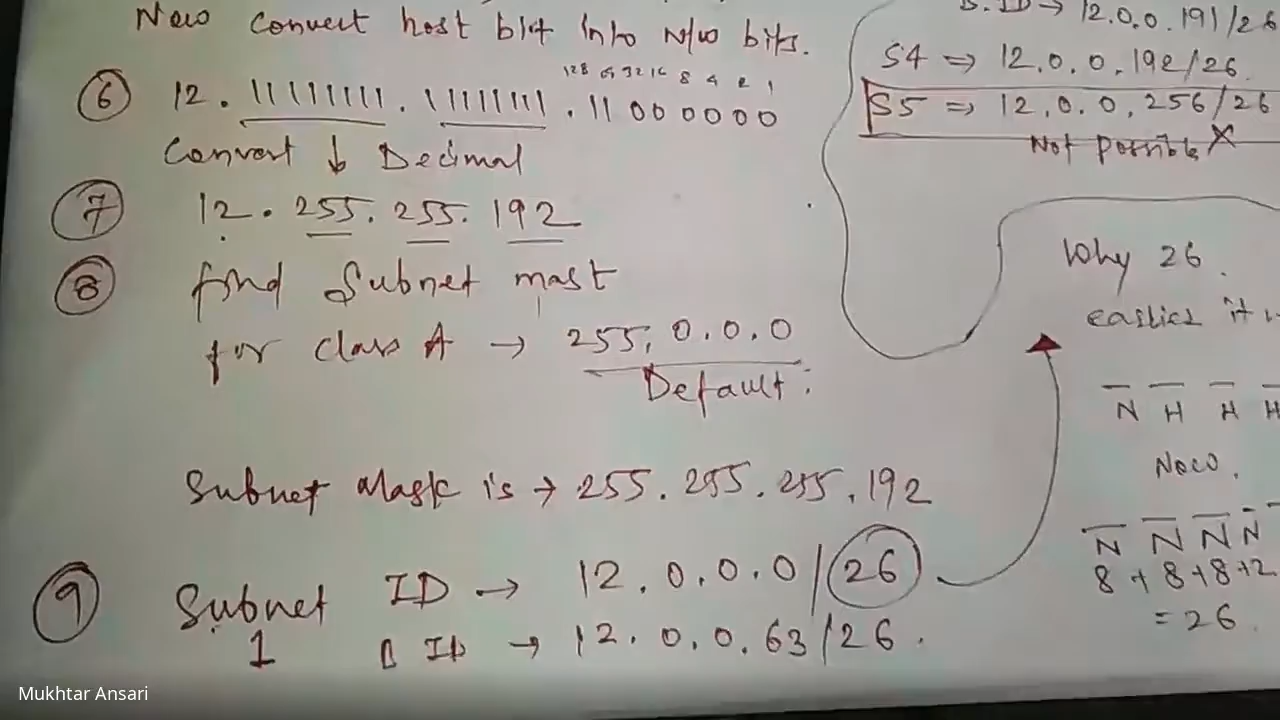 Now convert host bit into N/w bits.
128 64 32 16 8 4 2 1
⑥ 12 . 11111111 . 11111111 . 11000000
Convert ↓ Decimal
⑦ 12 . 255 . 255 . 192
⑧ find Subnet mast
for class A → 255.0.0.0
Default :
Subnet Mask is → 255 . 255 . 255 . 192
⑨ Subnet ID → 12 . 0 . 0 . 0 / 26
1 B ID → 12 . 0 . 0 . 63 / 26 .
B. ID → 12.0.0.191/26
S4 ⇒ 12.0.0.192/26.
S5 ⇒ 12.0.0.256/26
Not possible X
Why 26.
earlier it
N H H H
Now,
N N N N
8 + 8 + 8 + 2
= 26.
Mukhtar Ansari